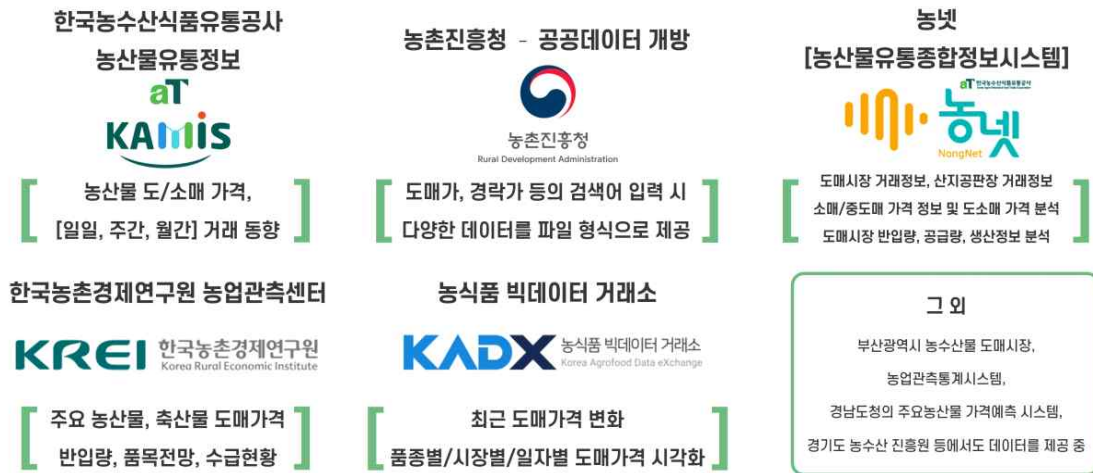 한국농수산식품유통공사
농산물유통정보
aT
KAMIS
[ 농산물 도/소매 가격,
[일일, 주간, 월간] 거래 동향 ]
농촌진흥청 - 공공데이터 개방
농촌진흥청
Rural Development Administration
[ 도매가, 경락가 등의 검색어 입력 시
다양한 데이터를 파일 형식으로 제공 ]
농넷
[농산물유통종합정보시스템]
aT 한국농수산식품유통공사
농넷
NongNet
[ 도매시장 거래정보, 산지공판장 거래정보
소매/중도매 가격 정보 및 도소매 가격 분석
도매시장 반입량, 공급량, 생산정보 분석 ]
한국농촌경제연구원 농업관측센터
KREI 한국농촌경제연구원
Korea Rural Economic Institute
[ 주요 농산물, 축산물 도매가격
반입량, 품목전망, 수급현황 ]
농식품 빅데이터 거래소
KADX 농식품 빅데이터 거래소
Korea Agrofood Data eXchange
[ 최근 도매가격 변화
품종별/시장별/일자별 도매가격 시각화 ]
그 외
부산광역시 농수산물 도매시장,
농업관측통계시스템,
경남도청의 주요농산물 가격예측 시스템,
경기도 농수산 진흥원 등에서도 데이터를 제공 중